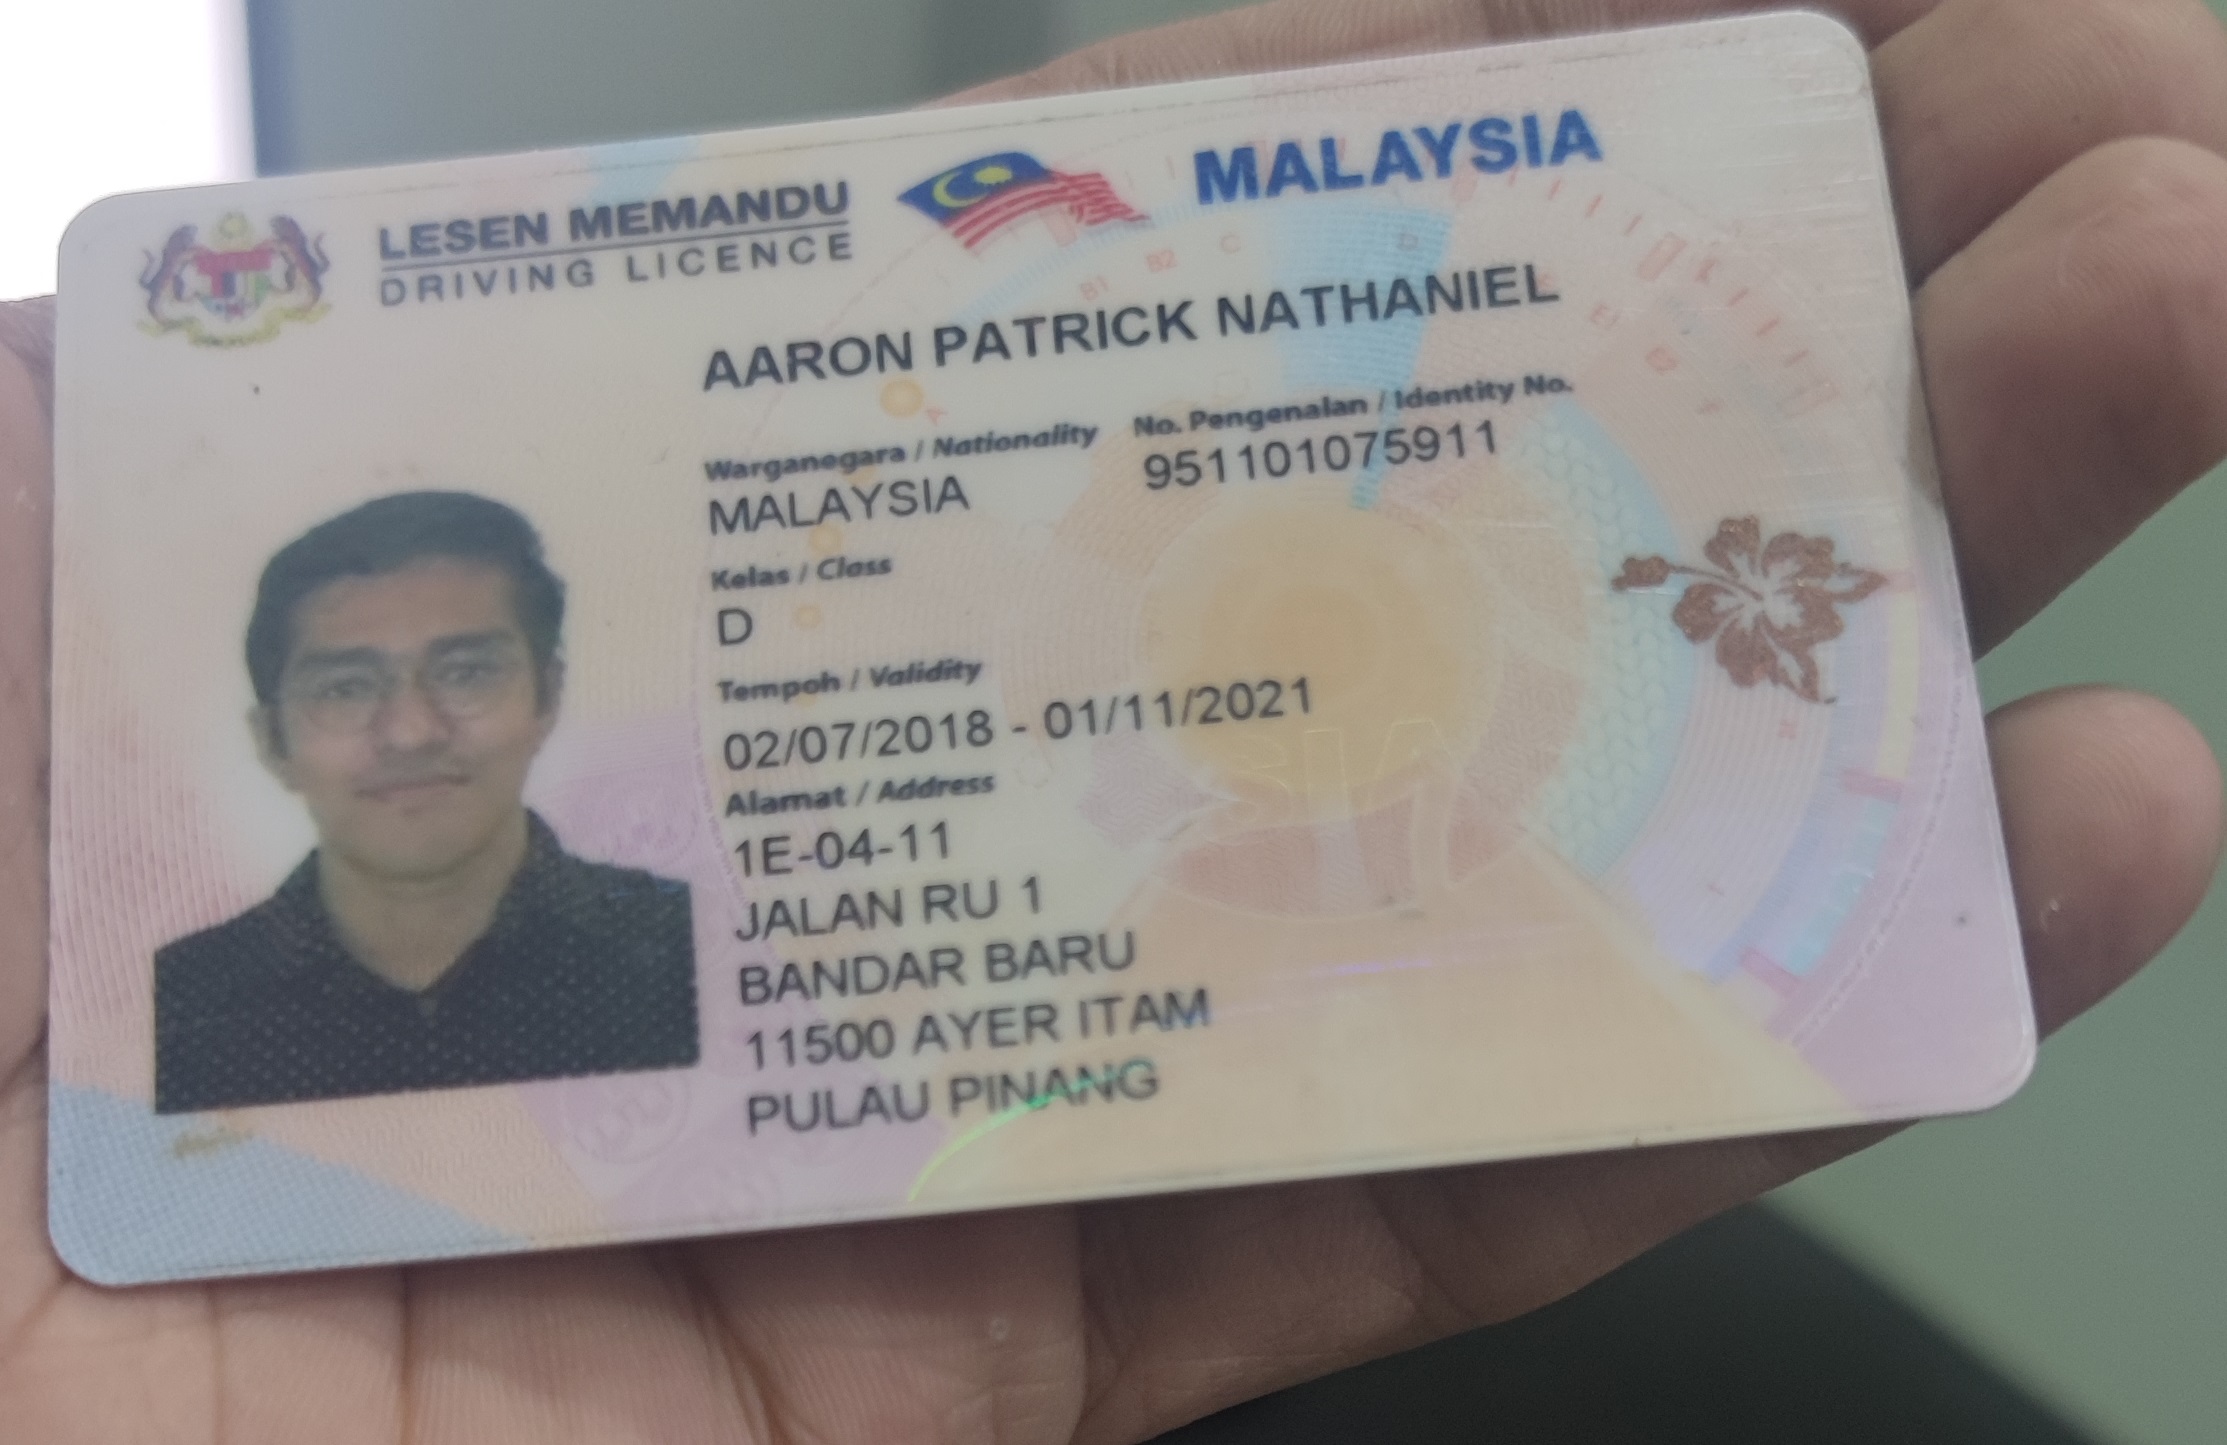 LESEN MEMANDU
DRIVING LICENCE
MALAYSIA
AARON PATRICK NATHANIEL
Warganegara / Nationality No. Pengenalan / Identity No.
MALAYSIA 951101075911
Kelas / Class
D
Tempoh / Validity
02/07/2018 - 01/11/2021
Alamat / Address
1E-04-11
JALAN RU 1
BANDAR BARU
11500 AYER ITAM
PULAU PINANG